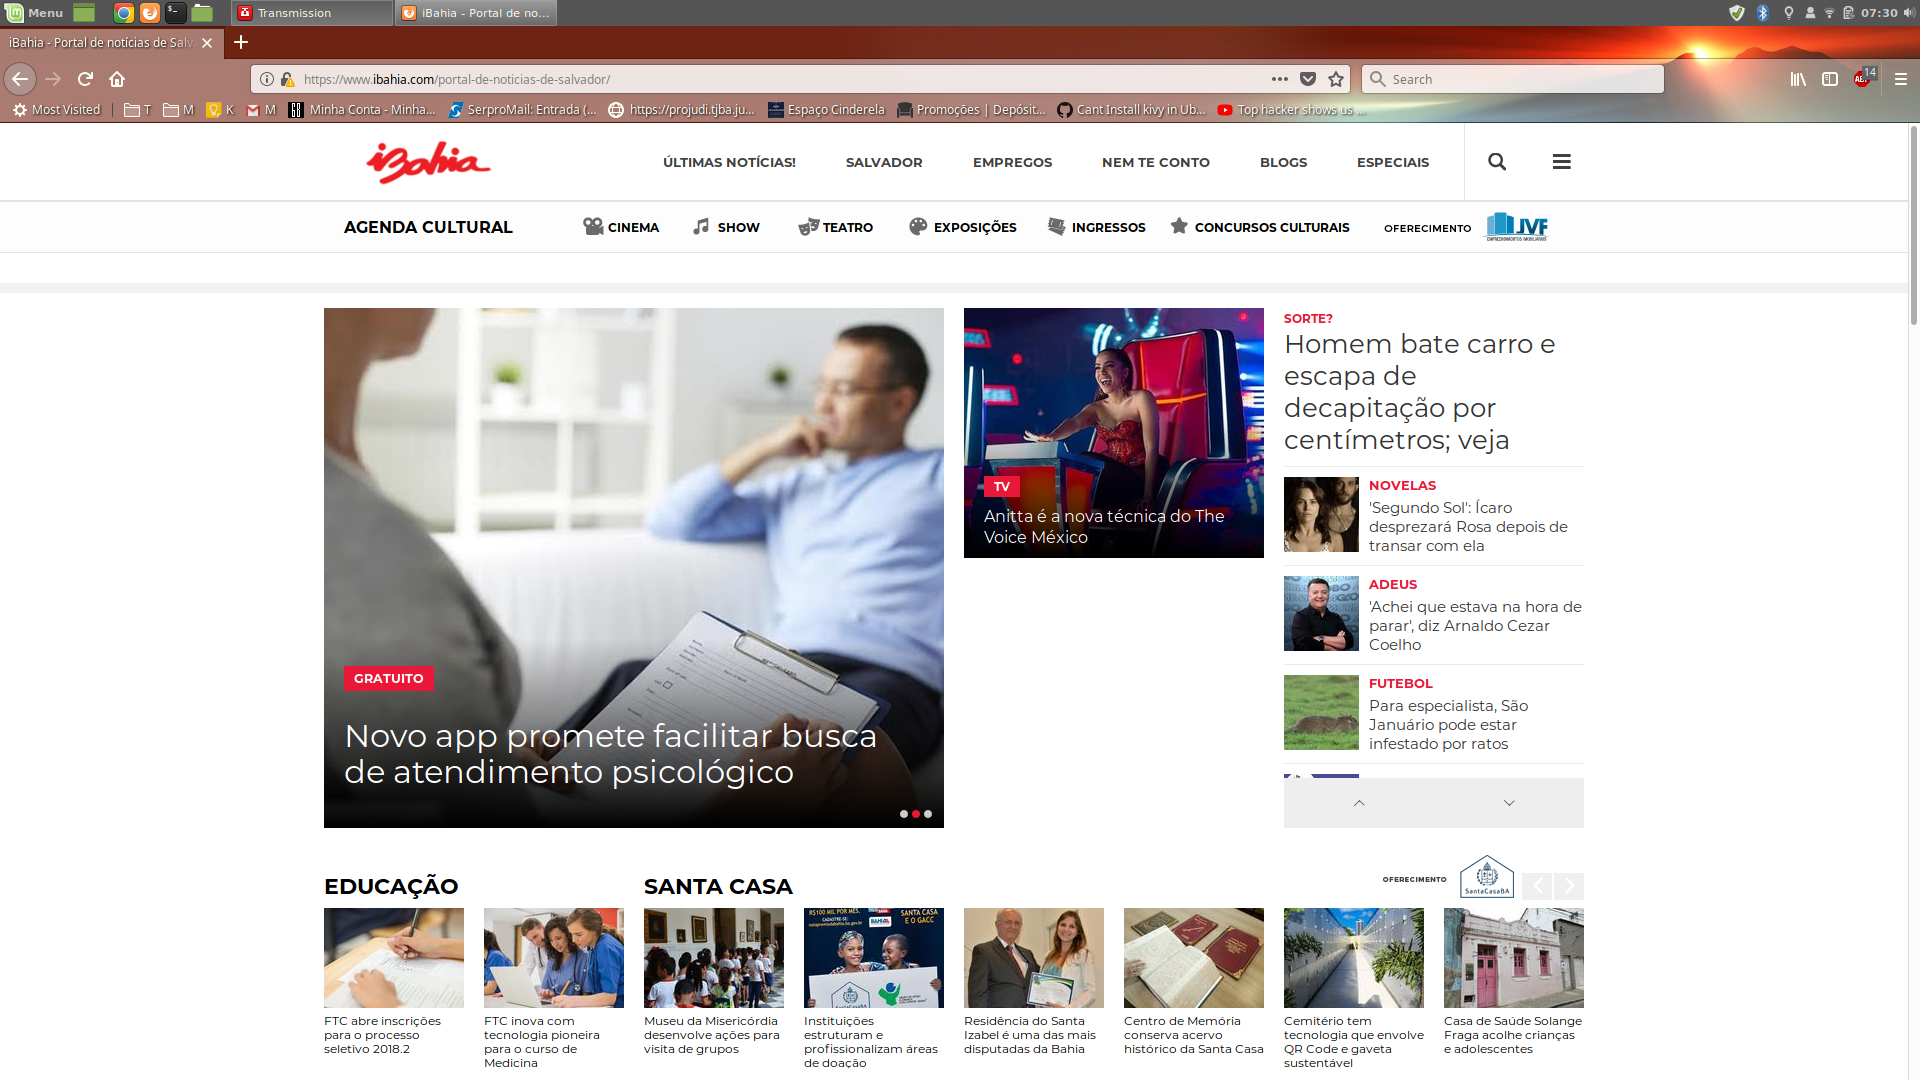 Menu
Transmission
iBahia - Portal de no...
07:30
iBahia - Portal de notícias de Salv
https://www.ibahia.com/portal-de-noticias-de-salvador/
Search
14
Most Visited
T
M
K
M
Minha Conta - Minha...
SerproMail: Entrada (...
https://projudi.tjba.ju...
Espaço Cinderela
Promoções | Depósit...
Cant Install kivy in Ub...
Top hacker shows us ...
iBahia
ÚLTIMAS NOTÍCIAS!
SALVADOR
EMPREGOS
NEM TE CONTO
BLOGS
ESPECIAIS
AGENDA CULTURAL
CINEMA
SHOW
TEATRO
EXPOSIÇÕES
INGRESSOS
CONCURSOS CULTURAIS
OFERECIMENTO
JVF
EMPREENDIMENTOS IMOBILIÁRIOS
GRATUITO
Novo app promete facilitar busca
de atendimento psicológico
TV
Anitta é a nova técnica do The
Voice México
SORTE?
Homem bate carro e
escapa de
decapitação por
centímetros; veja
NOVELAS
'Segundo Sol': Ícaro
desprezará Rosa depois de
transar com ela
ADEUS
'Achei que estava na hora de
parar', diz Arnaldo Cezar
Coelho
FUTEBOL
Para especialista, São
Januário pode estar
infestado por ratos
EDUCAÇÃO
SANTA CASA
OFERECIMENTO
SantaCasaBA
FTC abre inscrições
para o processo
seletivo 2018.2
FTC inova com
tecnologia pioneira
para o curso de
Medicina
Museu da Misericórdia
desenvolve ações para
visita de grupos
R$100 MIL POR MÊS.
SANTA CASA
E O GACC
Instituições
estruturam e
profissionalizam áreas
de doação
Residência do Santa
Izabel é uma das mais
disputadas da Bahia
Centro de Memória
conserva acervo
histórico da Santa Casa
Cemitério tem
tecnologia que envolve
QR Code e gaveta
sustentável
Casa de Saúde Solange
Fraga acolhe crianças
e adolescentes